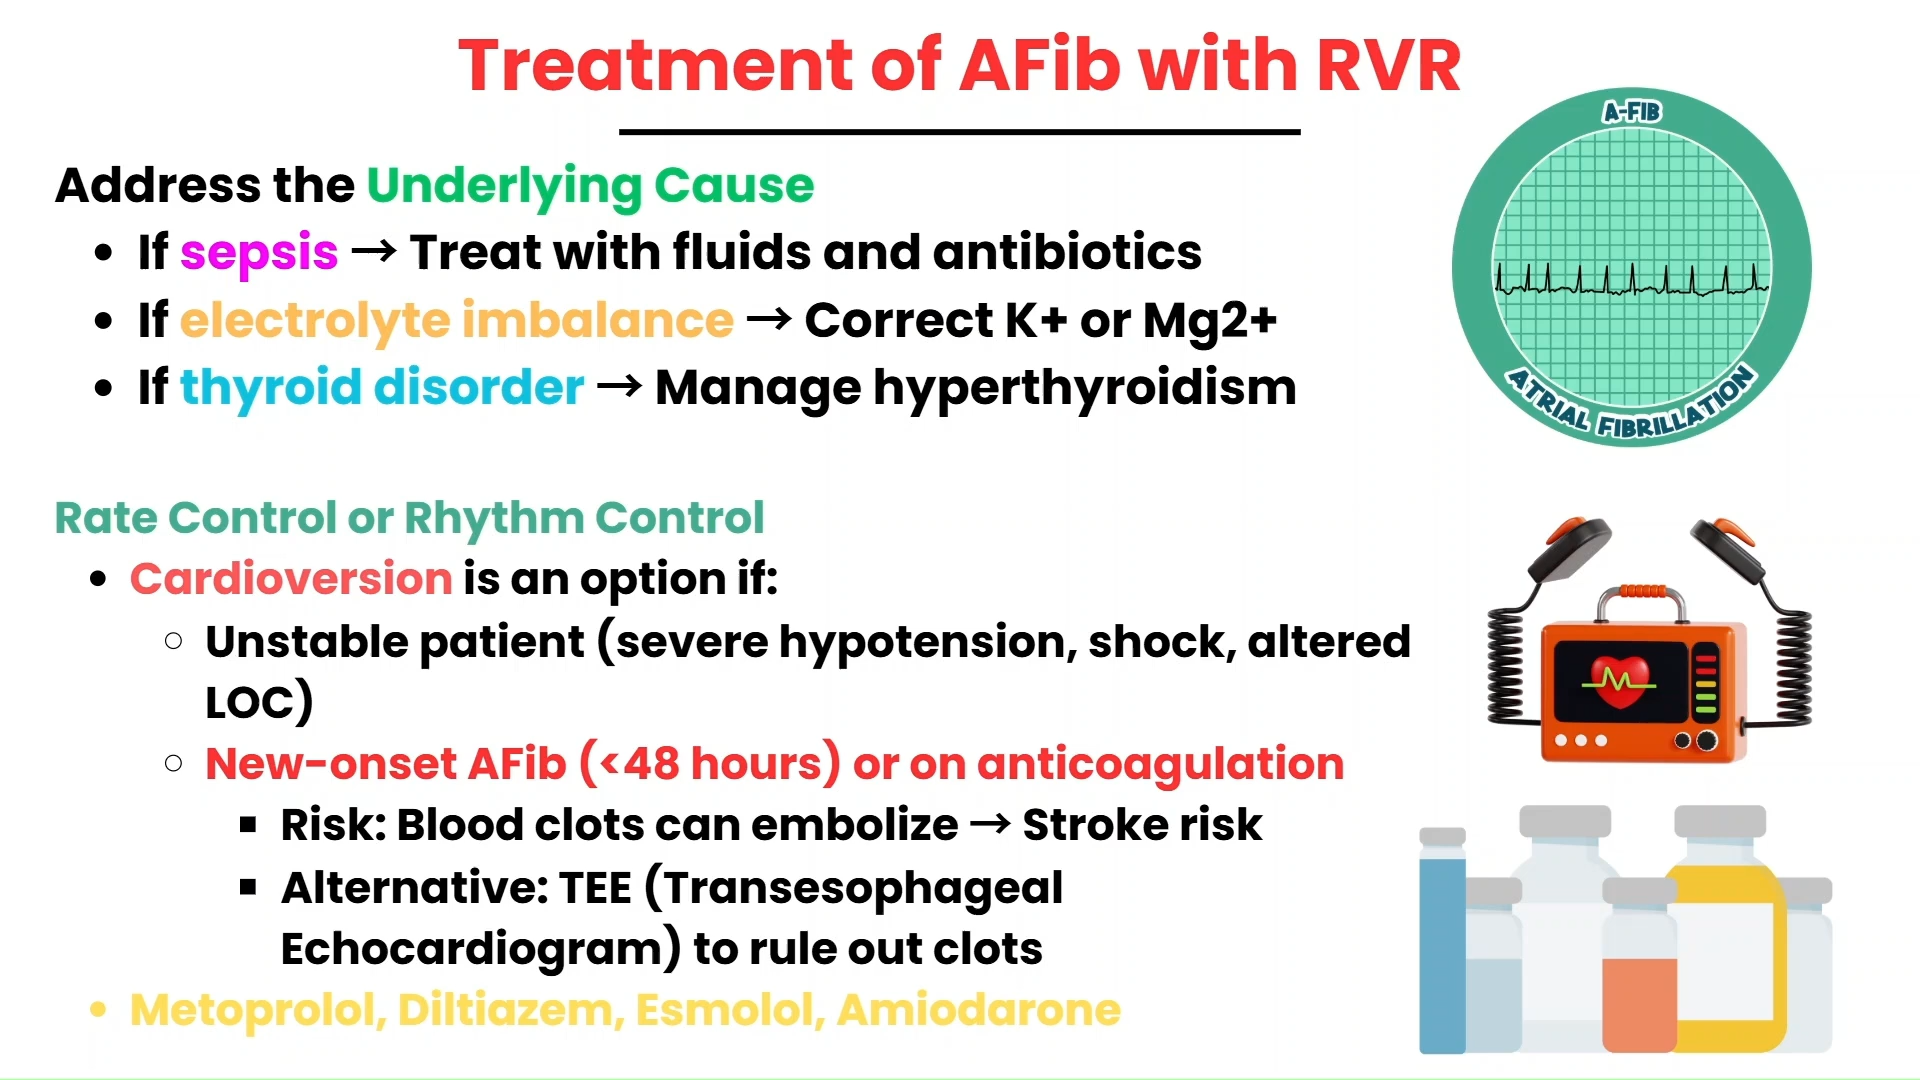 Treatment of AFib with RVR
A-FIB
ATRIAL FIBRILLATION
Address the Underlying Cause
• If sepsis → Treat with fluids and antibiotics
• If electrolyte imbalance → Correct K+ or Mg2+
• If thyroid disorder → Manage hyperthyroidism
Rate Control or Rhythm Control
• Cardioversion is an option if:
○ Unstable patient (severe hypotension, shock, altered
LOC)
○ New-onset AFib (<48 hours) or on anticoagulation
▪ Risk: Blood clots can embolize → Stroke risk
▪ Alternative: TEE (Transesophageal
Echocardiogram) to rule out clots
• Metoprolol, Diltiazem, Esmolol, Amiodarone